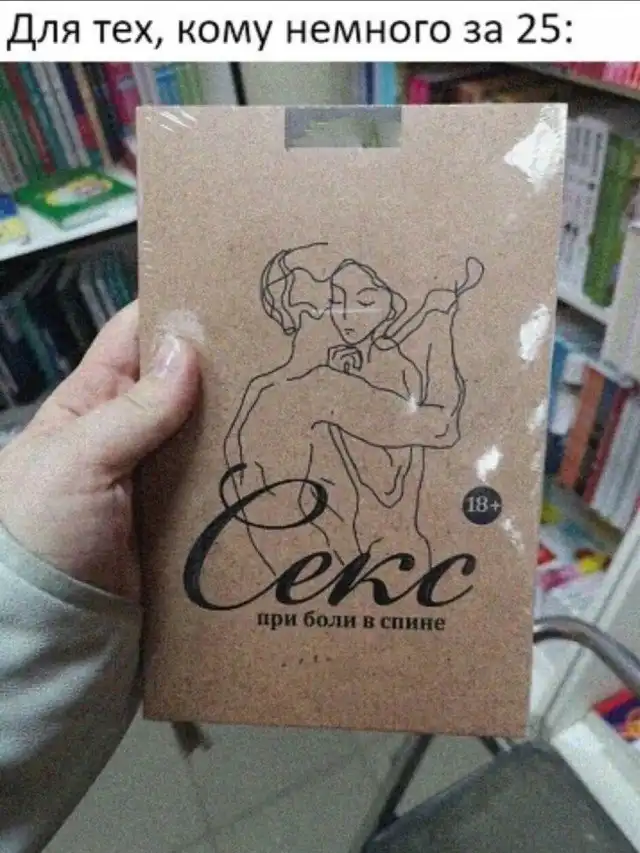 Для тех, кому немного за 25:
18+
Секс
при боли в спине